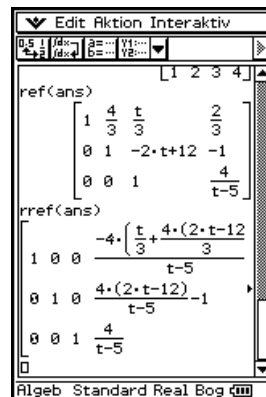 Edit Aktion Interaktiv
[1 2 3 4]
ref(ans)
[1 4/3 t/3 2/3
0 1 -2·t+12 -1
0 0 1 4/(t-5)]
rref(ans)
[1 0 0 -4·(t/3+4·(2·t-12)/3
t-5
0 1 0 4·(2·t-12)/(t-5)-1
0 0 1 4/(t-5)
Algeb Standard Real Bog